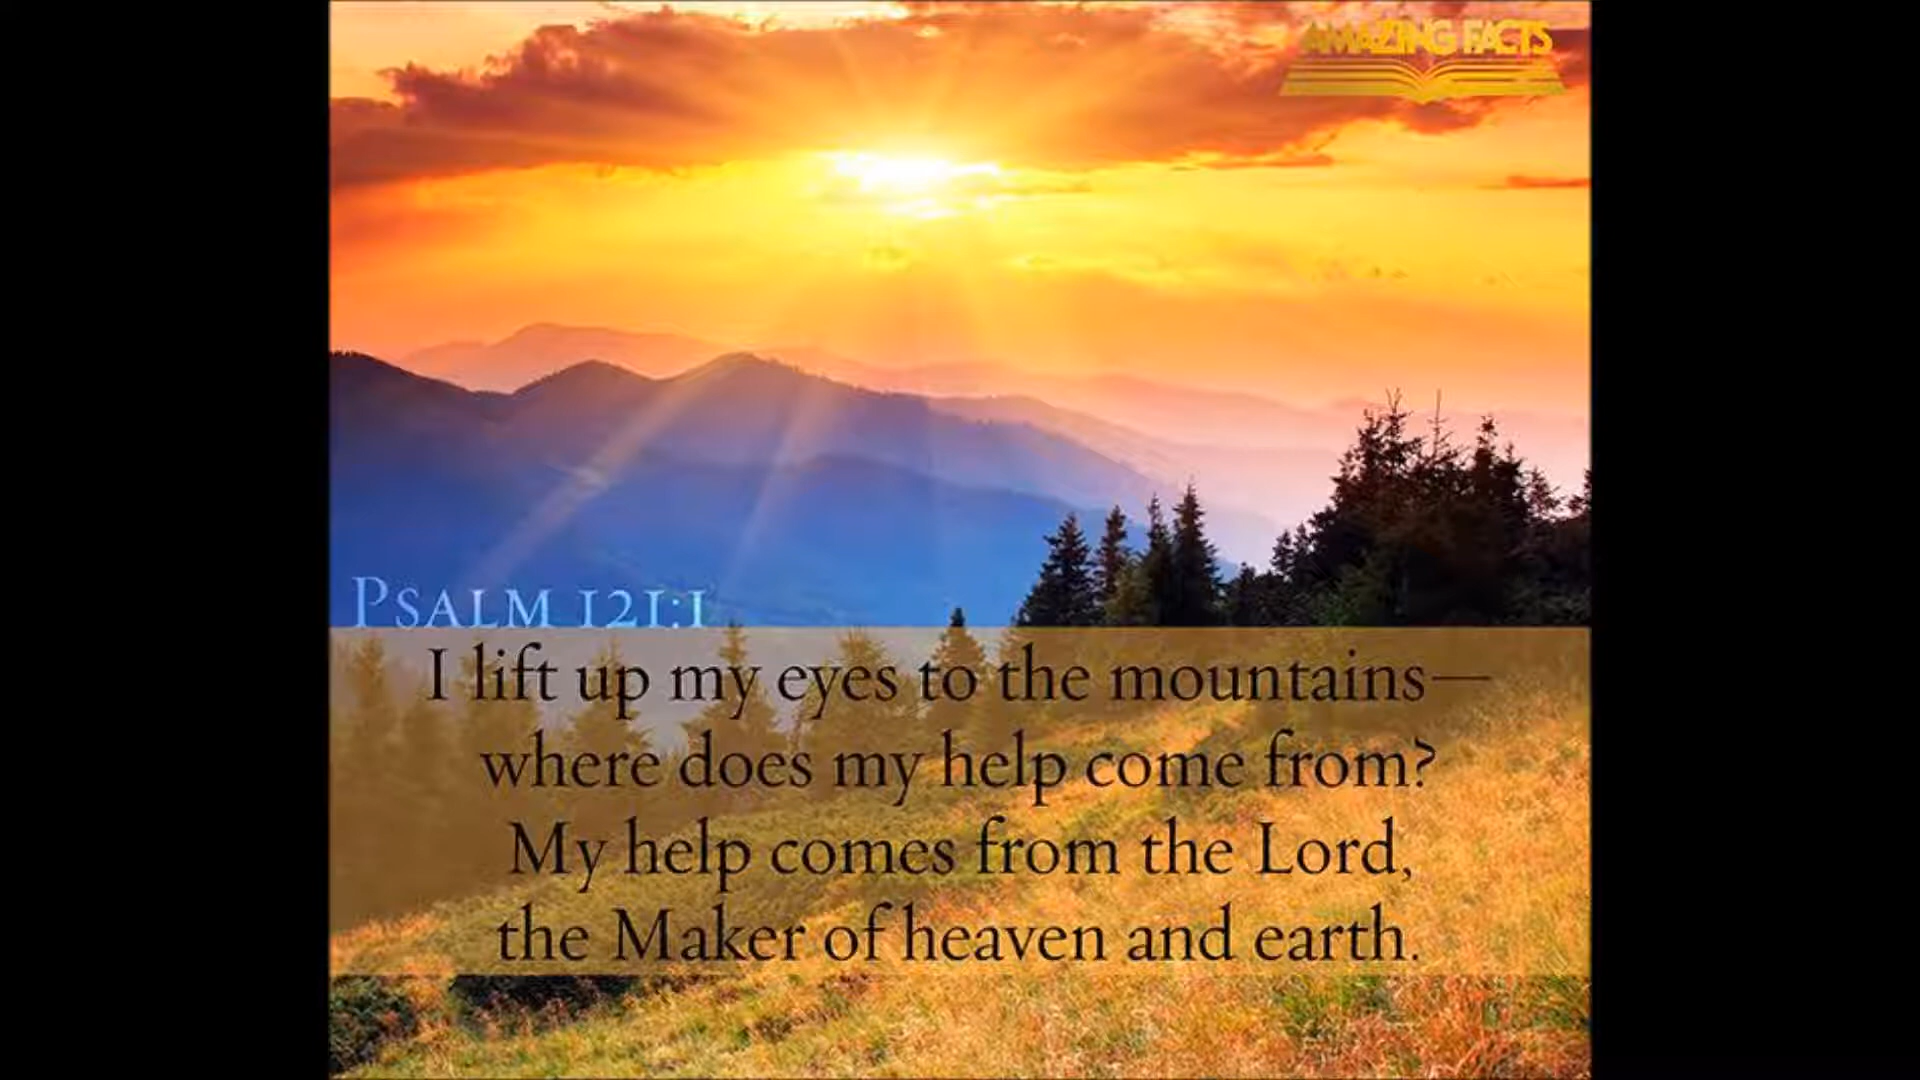 AMAZING FACTS
PSALM 121:1
I lift up my eyes to the mountains—
where does my help come from?
My help comes from the Lord,
the Maker of heaven and earth.